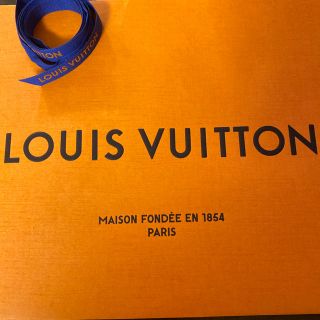 LOUIS VUITTON
LOUIS VUITTON
MAISON FONDÉE EN 1854
PARIS